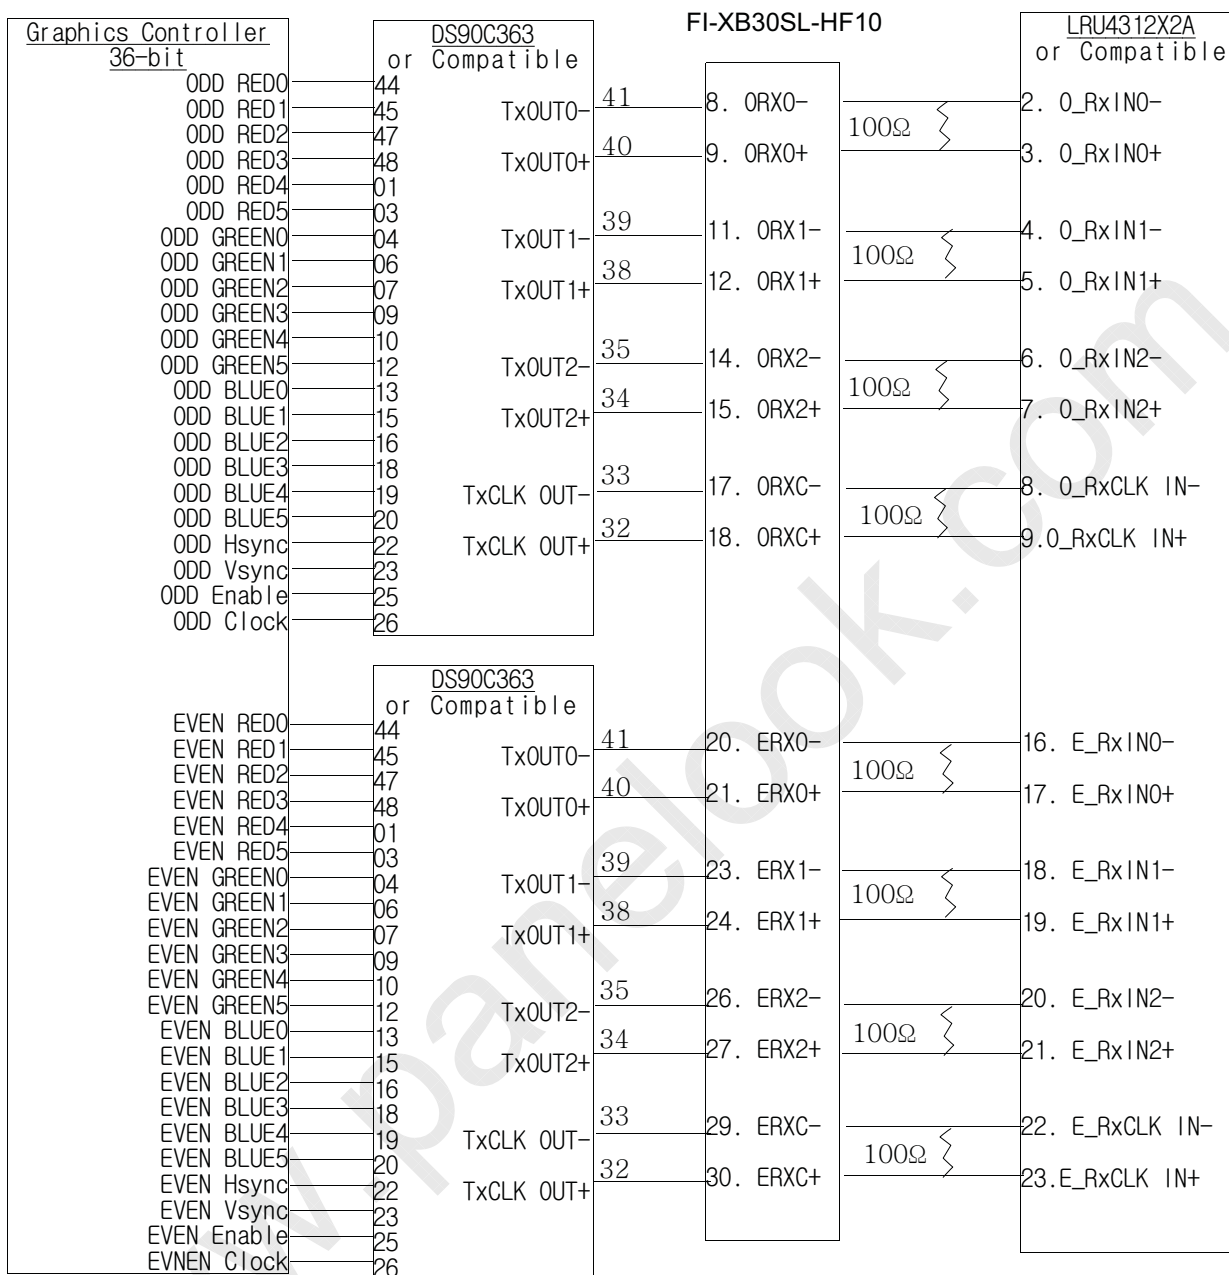 Graphics Controller
36-bit
ODD RED0
ODD RED1
ODD RED2
ODD RED3
ODD RED4
ODD RED5
ODD GREEN0
ODD GREEN1
ODD GREEN2
ODD GREEN3
ODD GREEN4
ODD GREEN5
ODD BLUE0
ODD BLUE1
ODD BLUE2
ODD BLUE3
ODD BLUE4
ODD BLUE5
ODD Hsync
ODD Vsync
ODD Enable
ODD Clock
EVEN RED0
EVEN RED1
EVEN RED2
EVEN RED3
EVEN RED4
EVEN RED5
EVEN GREEN0
EVEN GREEN1
EVEN GREEN2
EVEN GREEN3
EVEN GREEN4
EVEN GREEN5
EVEN BLUE0
EVEN BLUE1
EVEN BLUE2
EVEN BLUE3
EVEN BLUE4
EVEN BLUE5
EVEN Hsync
EVEN Vsync
EVEN Enable
EVNEN Clock
DS90C363
or Compatible
44
45
47
48
01
03
04
06
07
09
10
12
13
15
16
18
19
20
22
23
25
26
TxOUT0-
TxOUT0+
TxOUT1-
TxOUT1+
TxOUT2-
TxOUT2+
TxCLK OUT-
TxCLK OUT+
41
40
39
38
35
34
33
32
DS90C363
or Compatible
44
45
47
48
01
03
04
06
07
09
10
12
13
15
16
18
19
20
22
23
25
26
TxOUT0-
TxOUT0+
TxOUT1-
TxOUT1+
TxOUT2-
TxOUT2+
TxCLK OUT-
TxCLK OUT+
41
40
39
38
35
34
33
32
FI-XB30SL-HF10
8. ORX0-
9. ORX0+
11. ORX1-
12. ORX1+
14. ORX2-
15. ORX2+
17. ORXC-
18. ORXC+
20. ERX0-
21. ERX0+
23. ERX1-
24. ERX1+
26. ERX2-
27. ERX2+
29. ERXC-
30. ERXC+
100Ω
100Ω
100Ω
100Ω
100Ω
100Ω
100Ω
100Ω
LRU4312X2A
or Compatible
2. O_RxIN0-
3. O_RxIN0+
4. O_RxIN1-
5. O_RxIN1+
6. O_RxIN2-
7. O_RxIN2+
8. O_RxCLK IN-
9.O_RxCLK IN+
16. E_RxIN0-
17. E_RxIN0+
18. E_RxIN1-
19. E_RxIN1+
20. E_RxIN2-
21. E_RxIN2+
22. E_RxCLK IN-
23.E_RxCLK IN+
w.panelook.com